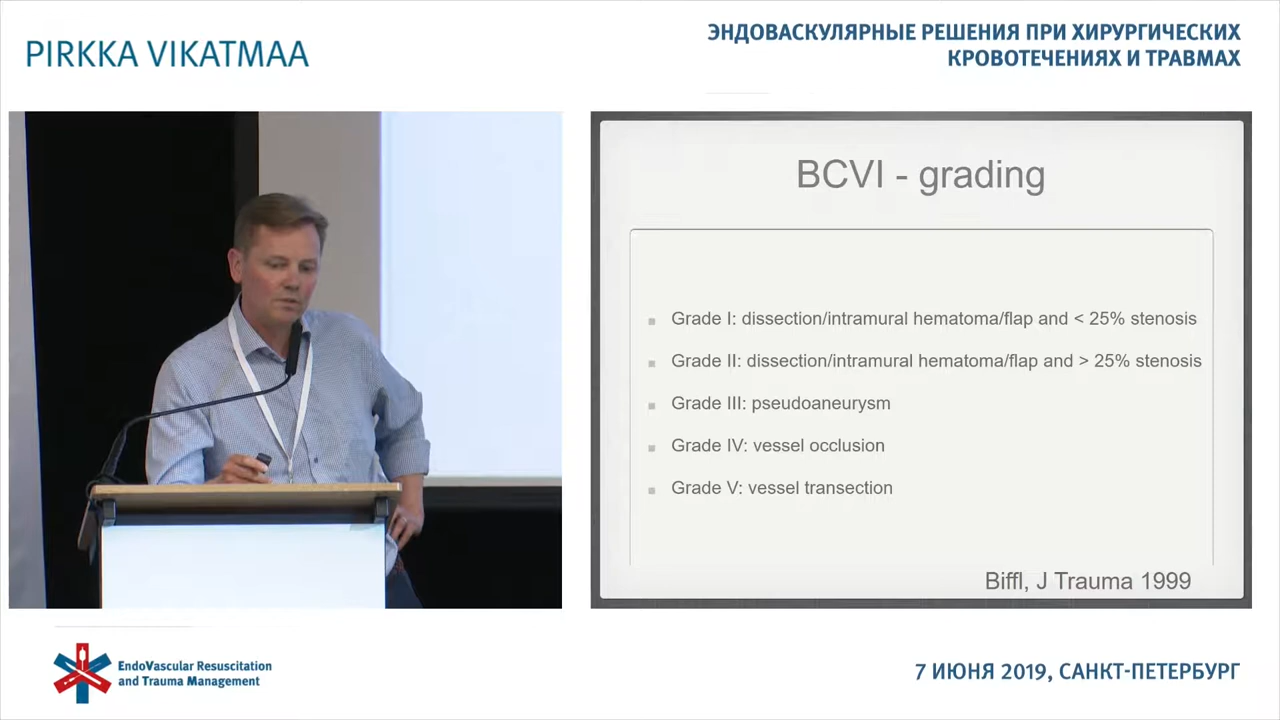 PIRKKA VIKATMAA
ЭНДОВАСКУЛЯРНЫЕ РЕШЕНИЯ ПРИ ХИРУРГИЧЕСКИХ
КРОВОТЕЧЕНИЯХ И ТРАВМАХ
BCVI - grading
Grade I: dissection/intramural hematoma/flap and < 25% stenosis
Grade II: dissection/intramural hematoma/flap and > 25% stenosis
Grade III: pseudoaneurysm
Grade IV: vessel occlusion
Grade V: vessel transection
Biffl, J Trauma 1999
EndoVascular Resuscitation
and Trauma Management
7 ИЮНЯ 2019, САНКТ-ПЕТЕРБУРГ